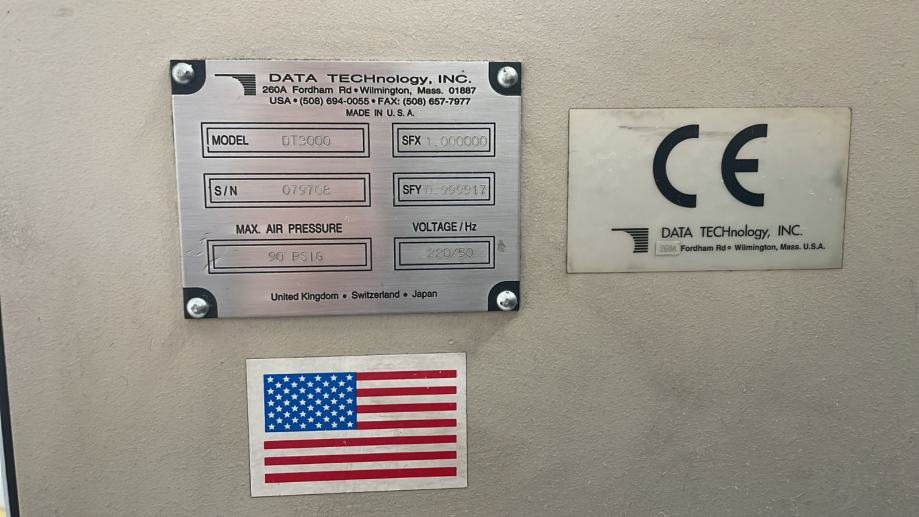 DATA TECHnology, INC.
260A Fordham Rd • Wilmington, Mass. 01887
USA • (508) 694-0055 • FAX: (508) 657-7977
MADE IN U.S.A.
MODEL DT3000 SFX 1.000000
S/N 079708 SFY 0.999917
MAX. AIR PRESSURE VOLTAGE/Hz
90 PSIG 220/50
United Kingdom • Switzerland • Japan
CE
DATA TECHnology, INC.
260A Fordham Rd • Wilmington, Mass. U.S.A.